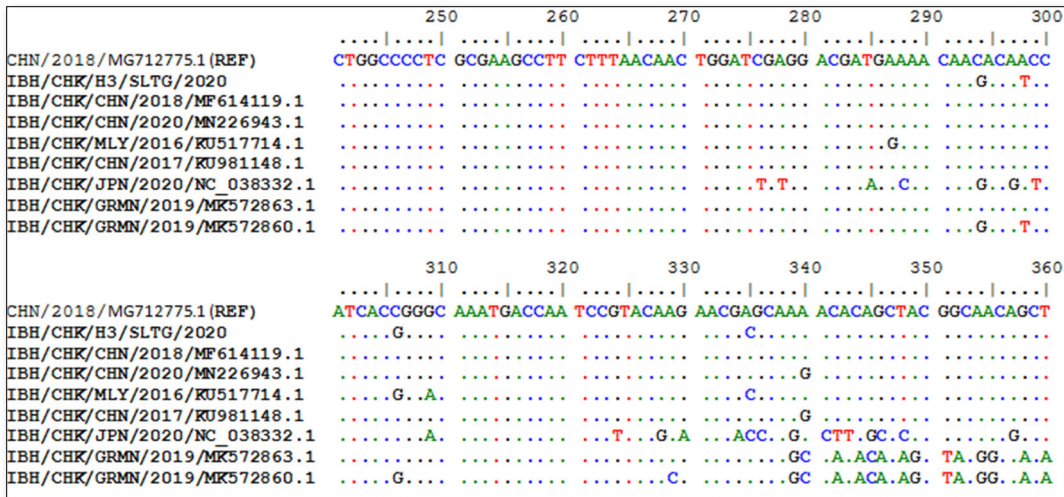 250 260 270 280 290 300
....|....| ....|....| ....|....| ....|....| ....|....| ....|....|
CHN/2018/MG712775.1(REF) CTGGCCCCTC GCGAAGCCTT CTTTAACAAC TGGATCGAGG ACGATGAAAA CAACACAACC
IBH/CHK/H3/SLTG/2020 .......... .......... .......... .......... .......... ...G...T..
IBH/CHK/CHN/2018/MF614119.1 .......... .......... .......... .......... .......... ..........
IBH/CHK/CHN/2020/MN226943.1 .......... .......... .......... .......... .......... ..........
IBH/CHK/MLY/2016/KU517714.1 .......... .......... .......... .......... ......G... ..........
IBH/CHK/CHN/2017/KU981148.1 .......... .......... .......... .......... .......... ..........
IBH/CHK/JPN/2020/NC_038332.1 .......... .......... .......... .....T.T.. ....A..C.. ...G..G.T.
IBH/CHK/GRMN/2019/MK572863.1 .......... .......... .......... .......... .......... ..........
IBH/CHK/GRMN/2019/MK572860.1 .......... .......... .......... .......... .......... ...G...T..
310 320 330 340 350 360
....|....| ....|....| ....|....| ....|....| ....|....| ....|....|
CHN/2018/MG712775.1(REF) ATCACCGGGC AAATGACCAA TCCGTACAAG AACGAGCAAA ACACAGCTAC GGCAACAGCT
IBH/CHK/H3/SLTG/2020 .....G.... .......... .......... ....C..... .......... ..........
IBH/CHK/CHN/2018/MF614119.1 .......... .......... .......... .......... .......... ..........
IBH/CHK/CHN/2020/MN226943.1 .......... .......... .......... .........G .......... ..........
IBH/CHK/MLY/2016/KU517714.1 .....G..A. .......... .......... ....C..... .......... ..........
IBH/CHK/CHN/2017/KU981148.1 .......... .......... .......... .........G .......... ..........
IBH/CHK/JPN/2020/NC_038332.1 ........A. .......... ...T...G.A ...ACC..G. CTT.GC.C.. ......G...
IBH/CHK/GRMN/2019/MK572863.1 .......... .......... .......... ........GC .A.ACA.AG. TA.GG..A.A
IBH/CHK/GRMN/2019/MK572860.1 .....G.... .......... ........C. ........GC .A.ACA.AG. TA.GG..A.A